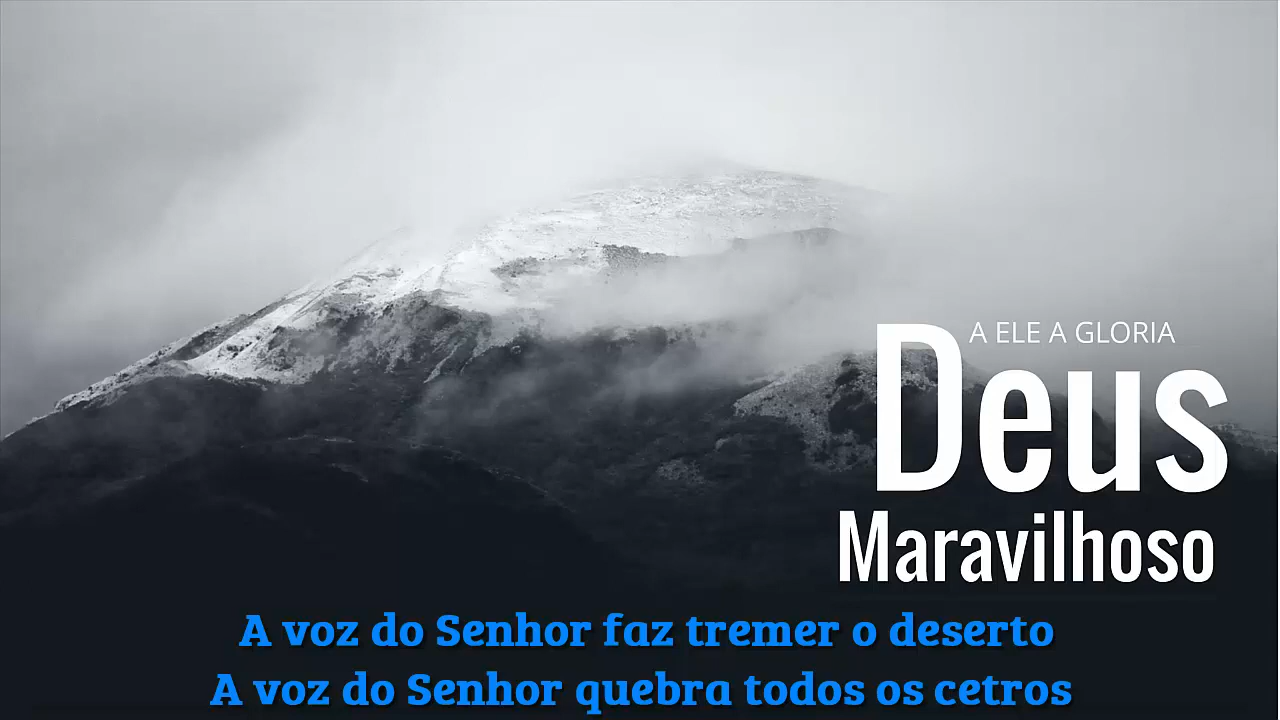 A ELE A GLORIA
Deus
Maravilhoso
A voz do Senhor faz tremer o deserto
A voz do Senhor quebra todos os cetros